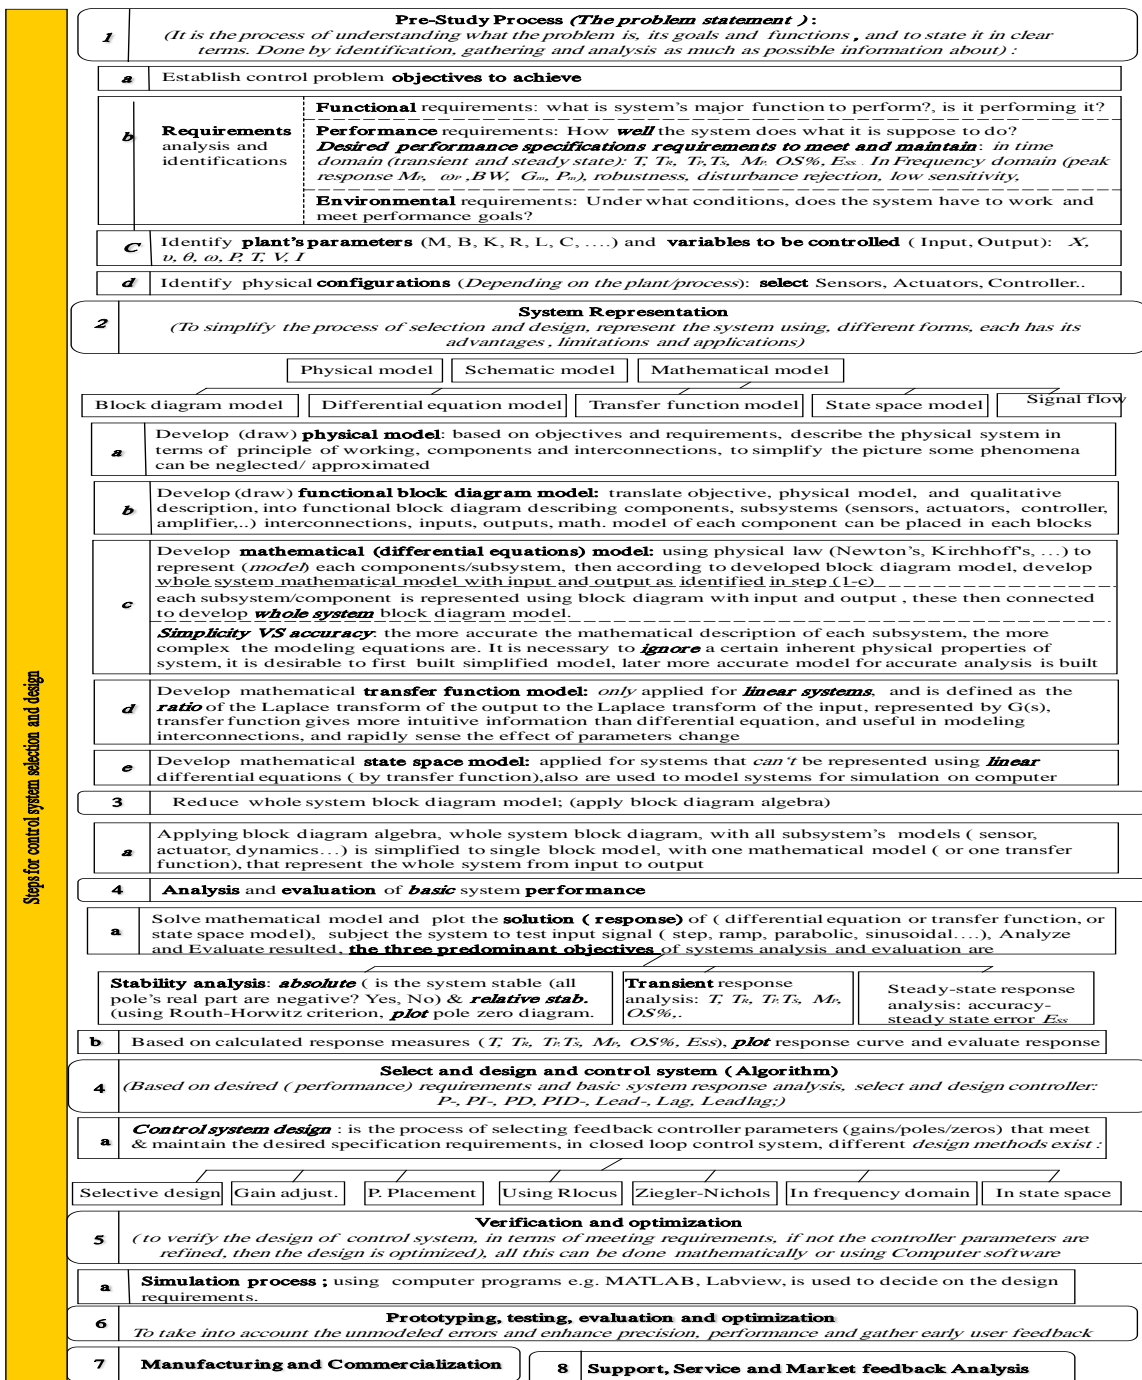 Steps for control system selection and design
1
Pre-Study Process (The problem statement ) :
(It is the process of understanding what the problem is, its goals and functions , and to state it in clear
terms. Done by identification, gathering and analysis as much as possible information about) :
a Establish control problem objectives to achieve
b
Requirements
analysis and
identifications
Functional requirements: what is system's major function to perform?, is it performing it?
Performance requirements: How well the system does what it is suppose to do?
Desired performance specifications requirements to meet and maintain: in time
domain (transient and steady state): T, TR, TP,TS, MP, OS%, ESS . In Frequency domain (peak
response MP, ωP ,BW, Gm, Pm), robustness, disturbance rejection, low sensitivity,
Environmental requirements: Under what conditions, does the system have to work and
meet performance goals?
C Identify plant's parameters (M, B, K, R, L, C, ....) and variables to be controlled ( Input, Output): X,
υ, θ, ω, P, T, V, I
d Identify physical configurations (Depending on the plant/process): select Sensors, Actuators, Controller..
2
System Representation
(To simplify the process of selection and design, represent the system using, different forms, each has its
advantages , limitations and applications)
Physical model Schematic model Mathematical model
Block diagram model Differential equation model Transfer function model State space model Signal flow
a
Develop (draw) physical model: based on objectives and requirements, describe the physical system in
terms of principle of working, components and interconnections, to simplify the picture some phenomena
can be neglected/ approximated
b
Develop (draw) functional block diagram model: translate objective, physical model, and qualitative
description, into functional block diagram describing components, subsystems (sensors, actuators, controller,
amplifier,..) interconnections, inputs, outputs, math. model of each component can be placed in each blocks
c
Develop mathematical (differential equations) model: using physical law (Newton's, Kirchhoff's, ...) to
represent (model) each components/subsystem, then according to developed block diagram model, develop
whole system mathematical model with input and output as identified in step (1-c)
each subsystem/component is represented using block diagram with input and output , these then connected
to develop whole system block diagram model.
Simplicity VS accuracy: the more accurate the mathematical description of each subsystem, the more
complex the modeling equations are. It is necessary to ignore a certain inherent physical properties of
system, it is desirable to first built simplified model, later more accurate model for accurate analysis is built
d
Develop mathematical transfer function model: only applied for linear systems, and is defined as the
ratio of the Laplace transform of the output to the Laplace transform of the input, represented by G(s),
transfer function gives more intuitive information than differential equation, and useful in modeling
interconnections, and rapidly sense the effect of parameters change
e
Develop mathematical state space model: applied for systems that can't be represented using linear
differential equations ( by transfer function),also are used to model systems for simulation on computer
3 Reduce whole system block diagram model; (apply block diagram algebra)
a
Applying block diagram algebra, whole system block diagram, with all subsystem's models ( sensor,
actuator, dynamics...) is simplified to single block model, with one mathematical model ( or one transfer
function), that represent the whole system from input to output
4 Analysis and evaluation of basic system performance
a
Solve mathematical model and plot the solution ( response) of ( differential equation or transfer function, or
state space model), subject the system to test input signal ( step, ramp, parabolic, sinusoidal....), Analyze
and Evaluate resulted, the three predominant objectives of systems analysis and evaluation are
Stability analysis: absolute ( is the system stable (all
pole's real part are negative? Yes, No) & relative stab.
(using Routh-Horwitz criterion, plot pole zero diagram.
Transient response
analysis: T, TR, TP,TS, MP,
OS%,.
Steady-state response
analysis: accuracy-
steady state error ESS
b Based on calculated response measures (T, TR, TP,TS, MP, OS%, Ess), plot response curve and evaluate response
4
Select and design and control system ( Algorithm)
(Based on desired ( performance) requirements and basic system response analysis, select and design controller:
P-, PI-, PD, PID-, Lead-, Lag, Leadlag;)
a
Control system design : is the process of selecting feedback controller parameters (gains/poles/zeros) that meet
& maintain the desired specification requirements, in closed loop control system, different design methods exist :
Selective design Gain adjust. P. Placement Using Rlocus Ziegler-Nichols In frequency domain In state space
5
Verification and optimization
( to verify the design of control system, in terms of meeting requirements, if not the controller parameters are
refined, then the design is optimized), all this can be done mathematically or using Computer software
a
Simulation process ; using computer programs e.g. MATLAB, Labview, is used to decide on the design
requirements.
6
Prototyping, testing, evaluation and optimization
To take into account the unmodeled errors and enhance precision, performance and gather early user feedback
7 Manufacturing and Commercialization
8 Support, Service and Market feedback Analysis